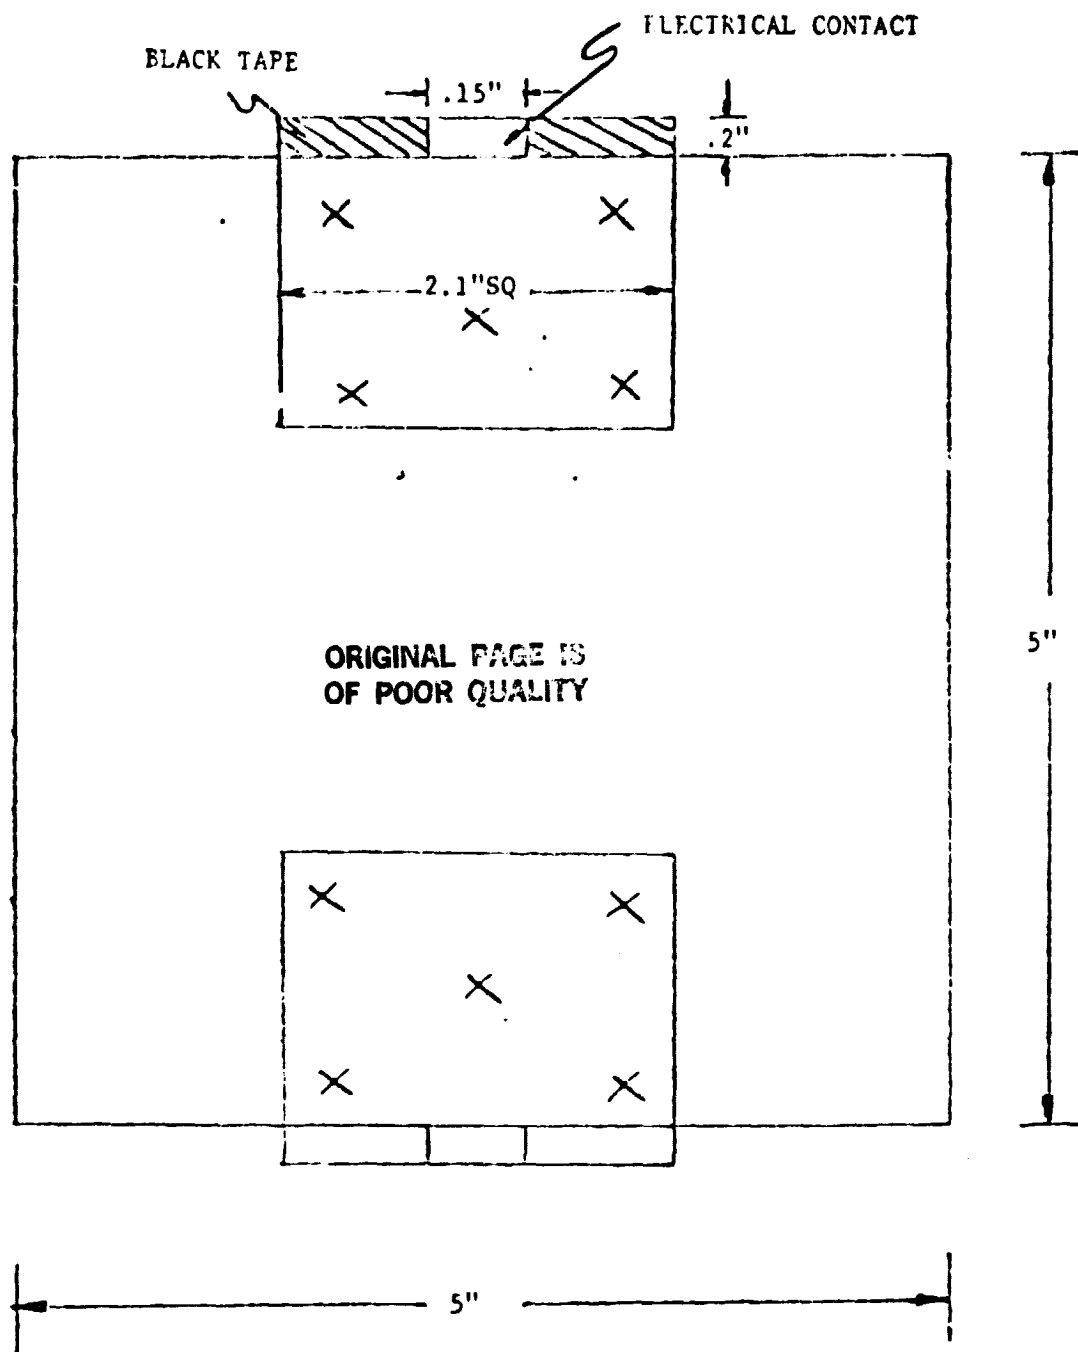 ELECTRICAL CONTACT
BLACK TAPE
.15"
.2"
2.1"SQ
5"
ORIGINAL PAGE IS
OF POOR QUALITY
5"